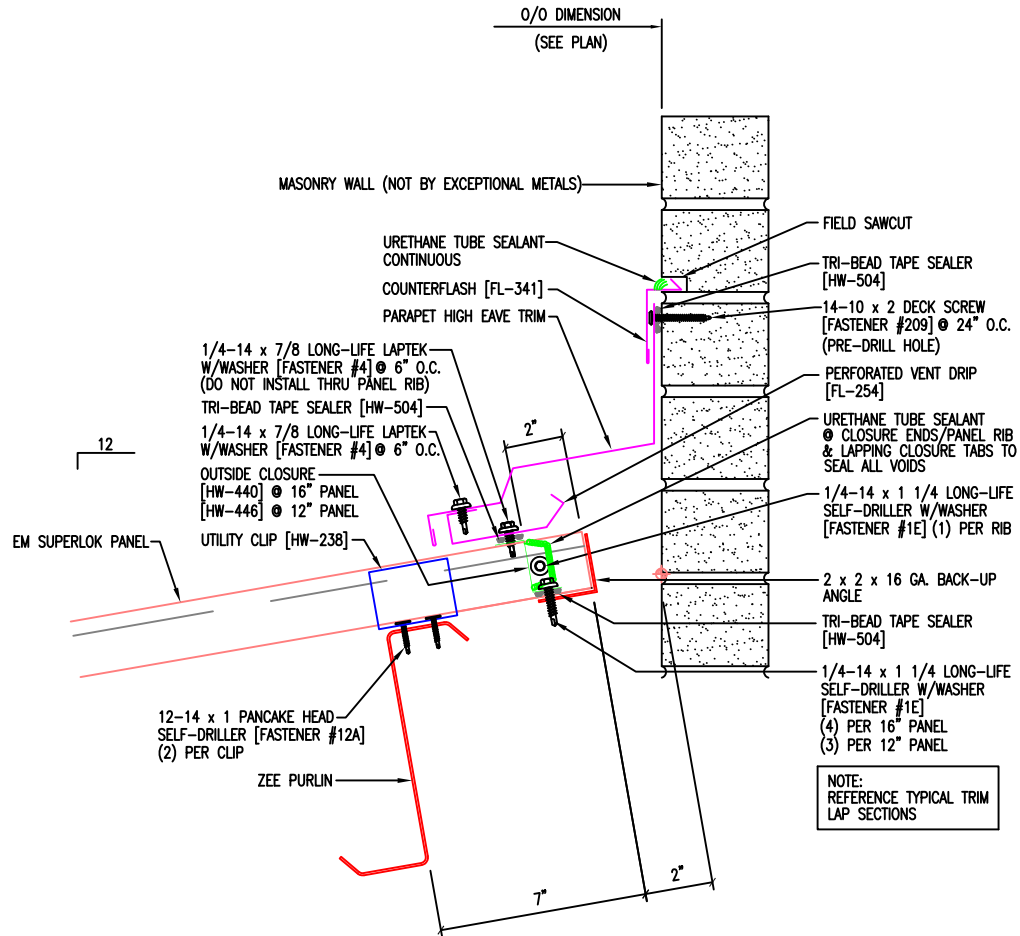 O/O DIMENSION
(SEE PLAN)
MASONRY WALL (NOT BY EXCEPTIONAL METALS)
URETHANE TUBE SEALANT
CONTINUOUS
COUNTERFLASH [FL-341]
PARAPET HIGH EAVE TRIM
1/4-14 x 7/8 LONG-LIFE LAPTEK
W/WASHER [FASTENER #4] @ 6" O.C.
(DO NOT INSTALL THRU PANEL RIB)
TRI-BEAD TAPE SEALER [HW-504]
1/4-14 x 7/8 LONG-LIFE LAPTEK
W/WASHER [FASTENER #4] @ 6" O.C.
OUTSIDE CLOSURE
[HW-440] @ 16" PANEL
[HW-446] @ 12" PANEL
UTILITY CLIP [HW-238]
12
EM SUPERLOK PANEL
2"
12-14 x 1 PANCAKE HEAD
SELF-DRILLER [FASTENER #12A]
(2) PER CLIP
ZEE PURLIN
7"
2"
FIELD SAWCUT
TRI-BEAD TAPE SEALER
[HW-504]
14-10 x 2 DECK SCREW
[FASTENER #209] @ 24" O.C.
(PRE-DRILL HOLE)
PERFORATED VENT DRIP
[FL-254]
URETHANE TUBE SEALANT
@ CLOSURE ENDS/PANEL RIB
& LAPPING CLOSURE TABS TO
SEAL ALL VOIDS
1/4-14 x 1 1/4 LONG-LIFE
SELF-DRILLER W/WASHER
[FASTENER #1E] (1) PER RIB
2 x 2 x 16 GA. BACK-UP
ANGLE
TRI-BEAD TAPE SEALER
[HW-504]
1/4-14 x 1 1/4 LONG-LIFE
SELF-DRILLER W/WASHER
[FASTENER #1E]
(4) PER 16" PANEL
(3) PER 12" PANEL
NOTE:
REFERENCE TYPICAL TRIM
LAP SECTIONS